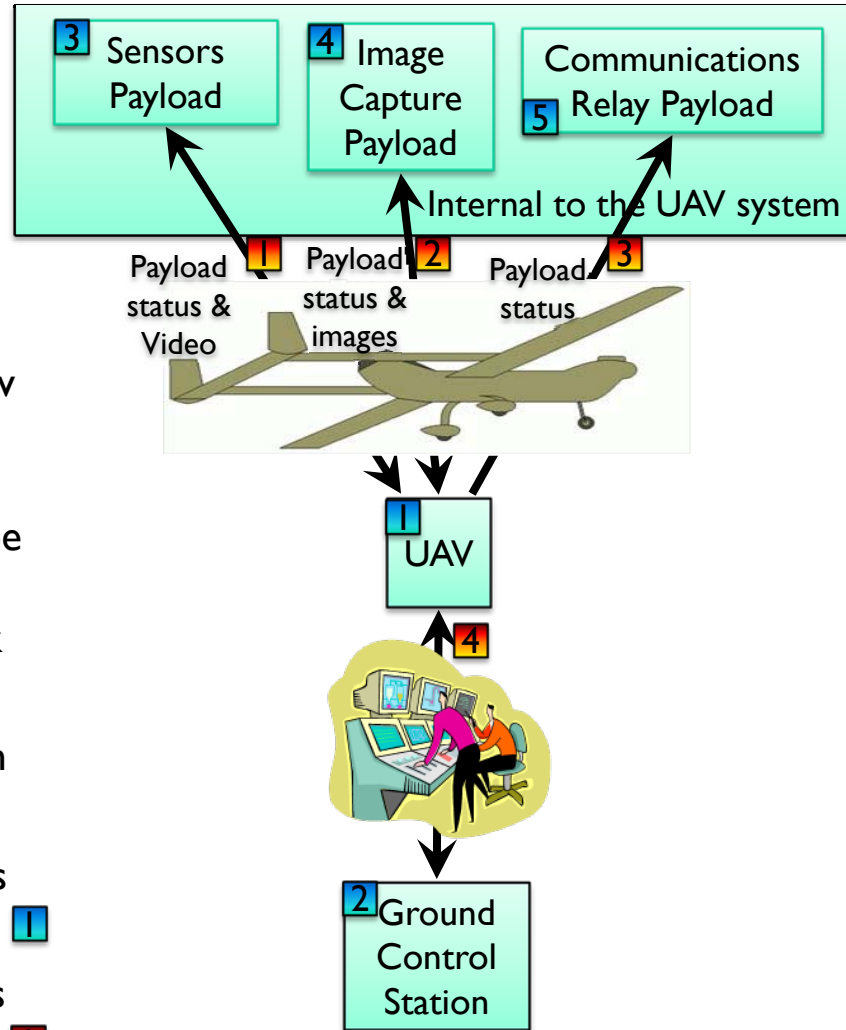 3
Sensors
Payload
4
Image
Capture
Payload
Communications
Relay Payload
5
Internal to the UAV system
1
2
3
Payload
status &
Video
Payload
status &
images
Payload
status
1
UAV
4
2
Ground
Control
Station
1